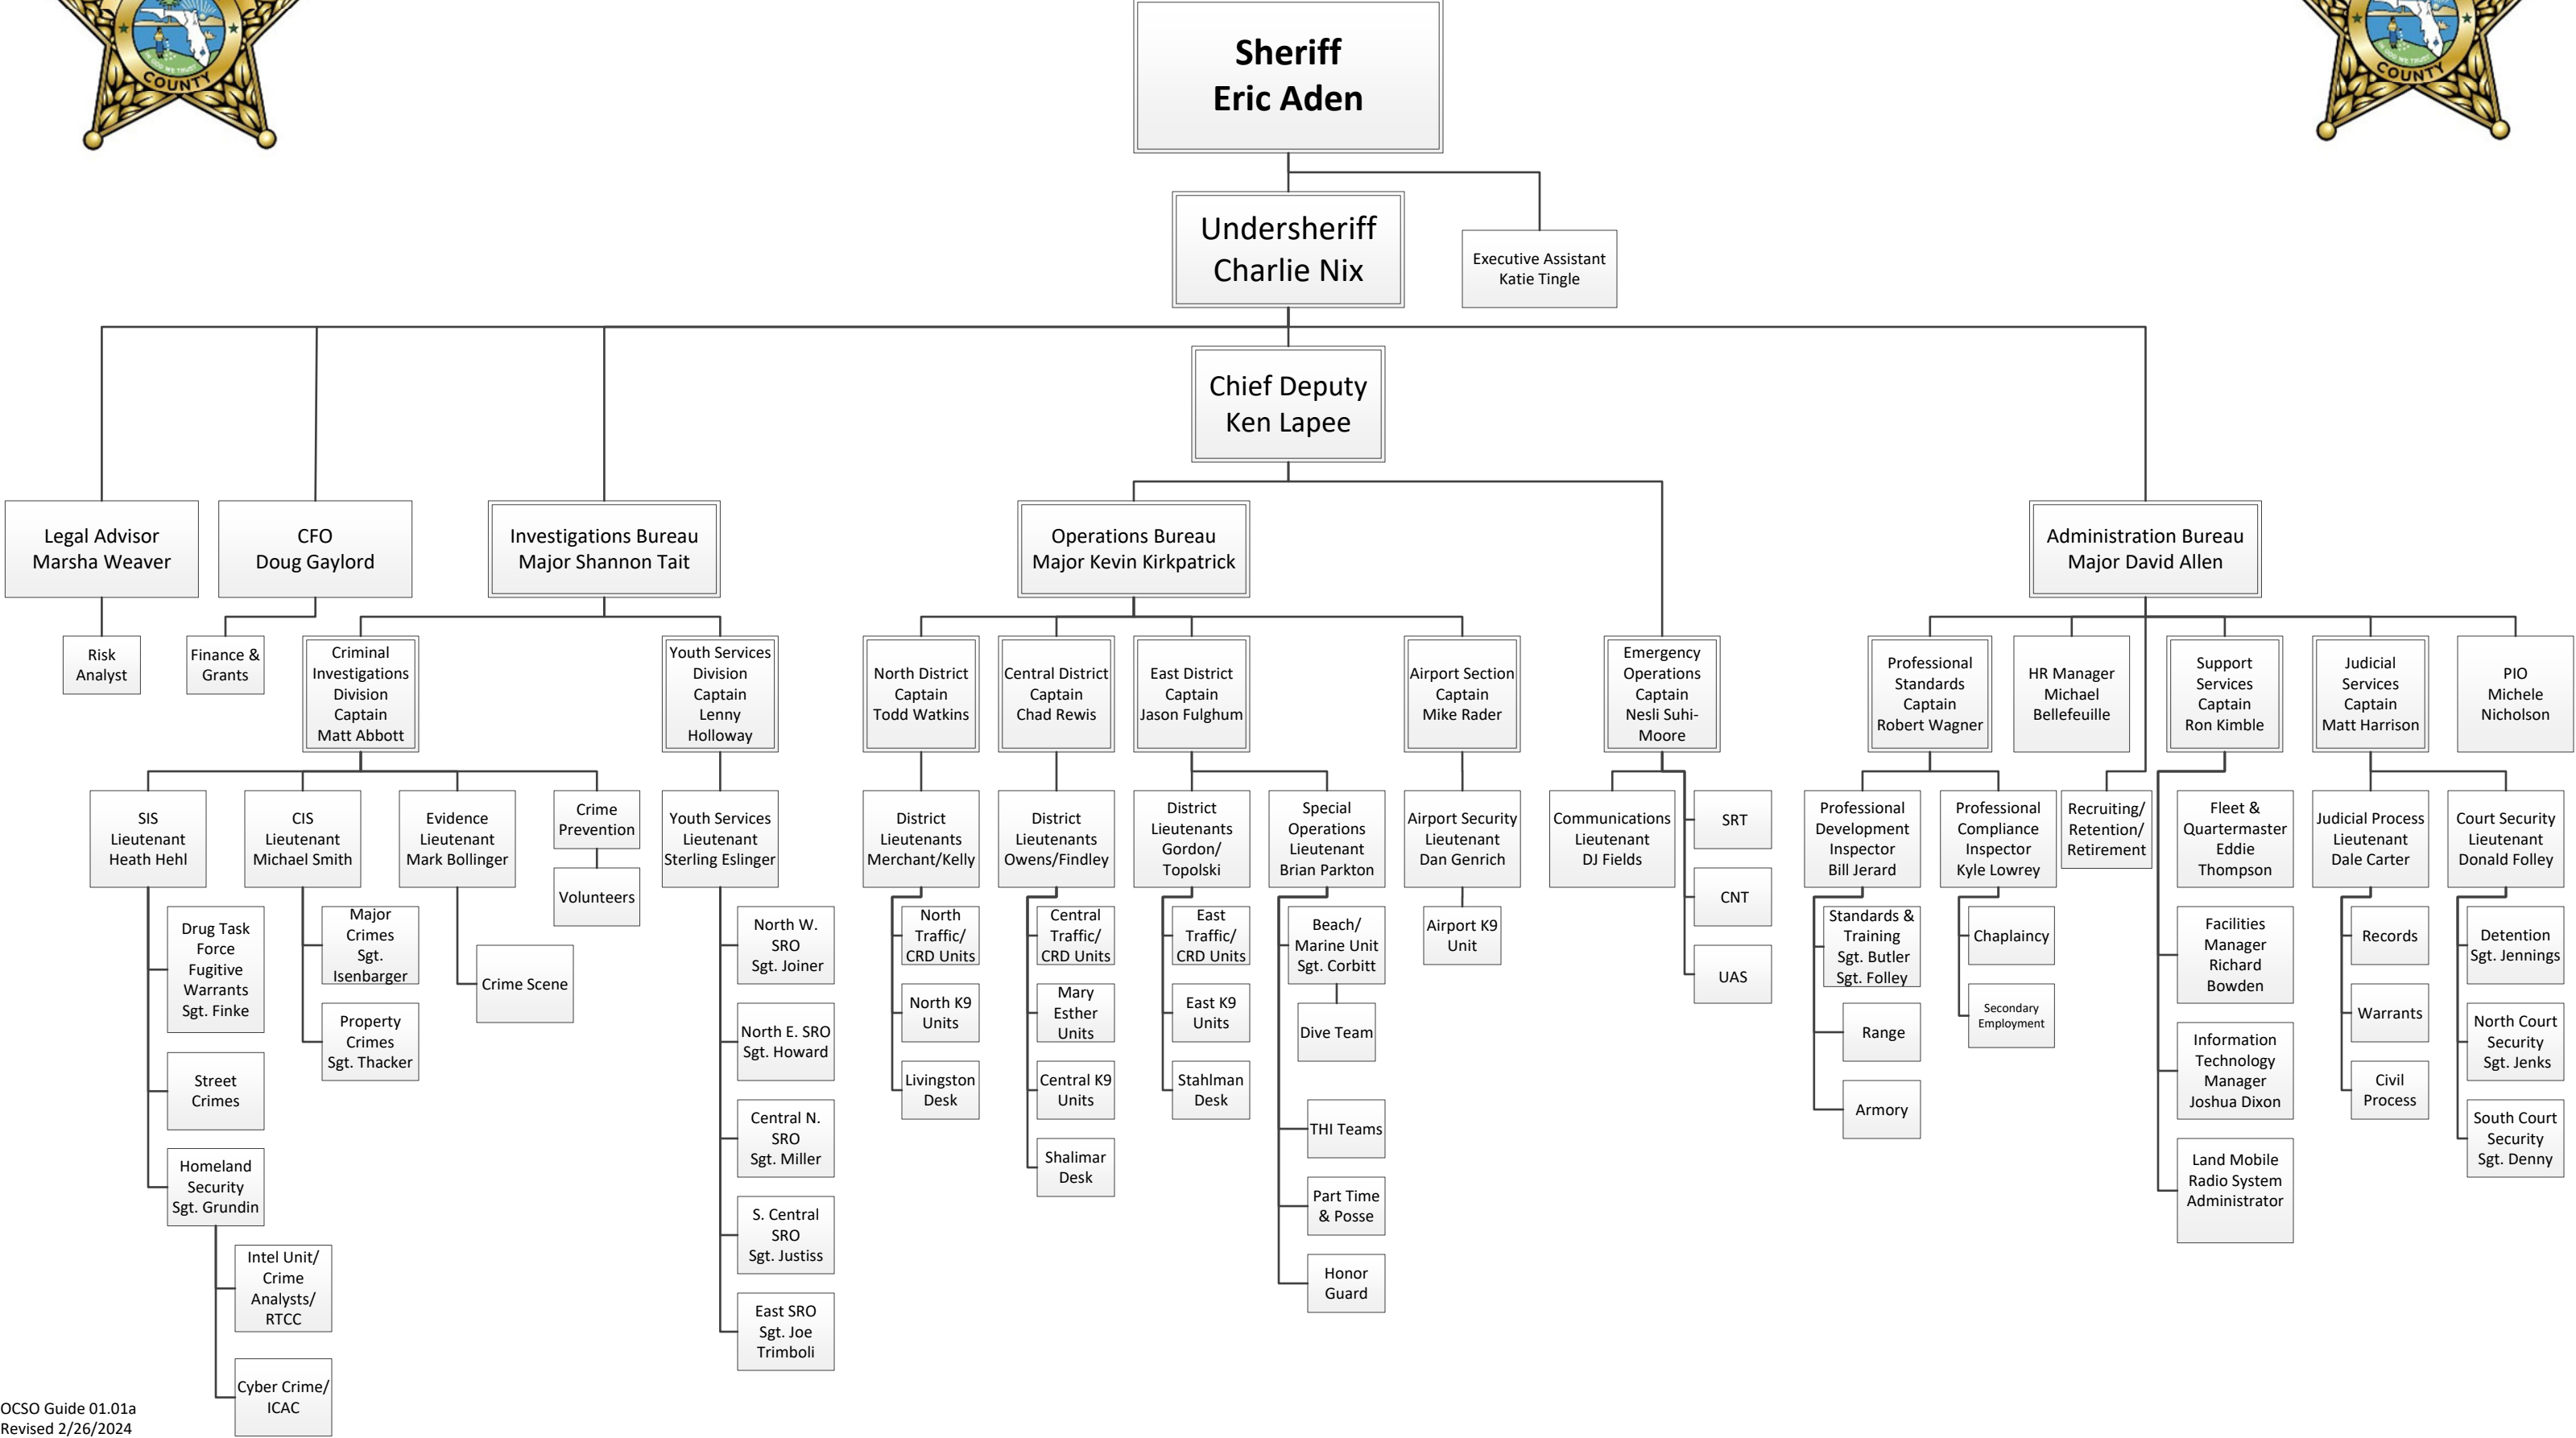 IN GOD WE TRUST
COUNTY
IN GOD WE TRUST
COUNTY
Sheriff
Eric Aden
Undersheriff
Charlie Nix
Executive Assistant
Katie Tingle
Chief Deputy
Ken Lapee
Legal Advisor
Marsha Weaver
CFO
Doug Gaylord
Investigations Bureau
Major Shannon Tait
Operations Bureau
Major Kevin Kirkpatrick
Administration Bureau
Major David Allen
Risk
Analyst
Finance &
Grants
Criminal
Investigations
Division
Captain
Matt Abbott
Youth Services
Division
Captain
Lenny
Holloway
North District
Captain
Todd Watkins
Central District
Captain
Chad Rewis
East District
Captain
Jason Fulghum
Airport Section
Captain
Mike Rader
Emergency
Operations
Captain
Nesli Suhi-
Moore
Professional
Standards
Captain
Robert Wagner
HR Manager
Michael
Bellefeuille
Support
Services
Captain
Ron Kimble
Judicial
Services
Captain
Matt Harrison
PIO
Michele
Nicholson
SIS
Lieutenant
Heath Hehl
CIS
Lieutenant
Michael Smith
Evidence
Lieutenant
Mark Bollinger
Crime
Prevention
Volunteers
Youth Services
Lieutenant
Sterling Eslinger
District
Lieutenants
Merchant/Kelly
District
Lieutenants
Owens/Findley
District
Lieutenants
Gordon/
Topolski
Special
Operations
Lieutenant
Brian Parkton
Airport Security
Lieutenant
Dan Genrich
Communications
Lieutenant
DJ Fields
SRT
CNT
UAS
Professional
Development
Inspector
Bill Jerard
Professional
Compliance
Inspector
Kyle Lowrey
Recruiting/
Retention/
Retirement
Fleet &
Quartermaster
Eddie
Thompson
Judicial Process
Lieutenant
Dale Carter
Court Security
Lieutenant
Donald Folley
Drug Task
Force
Fugitive
Warrants
Sgt. Finke
Street
Crimes
Homeland
Security
Sgt. Grundin
Intel Unit/
Crime
Analysts/
RTCC
Cyber Crime/
ICAC
Major
Crimes
Sgt.
Isenbarger
Property
Crimes
Sgt. Thacker
Crime Scene
North W.
SRO
Sgt. Joiner
North E. SRO
Sgt. Howard
Central N.
SRO
Sgt. Miller
S. Central
SRO
Sgt. Justiss
East SRO
Sgt. Joe
Trimboli
North
Traffic/
CRD Units
North K9
Units
Livingston
Desk
Central
Traffic/
CRD Units
Mary
Esther
Units
Central K9
Units
Shalimar
Desk
East
Traffic/
CRD Units
East K9
Units
Stahlman
Desk
Beach/
Marine Unit
Sgt. Corbitt
Dive Team
THI Teams
Part Time
& Posse
Honor
Guard
Airport K9
Unit
Standards &
Training
Sgt. Butler
Sgt. Folley
Range
Armory
Chaplaincy
Secondary
Employment
Facilities
Manager
Richard
Bowden
Information
Technology
Manager
Joshua Dixon
Land Mobile
Radio System
Administrator
Records
Warrants
Civil
Process
Detention
Sgt. Jennings
North Court
Security
Sgt. Jenks
South Court
Security
Sgt. Denny
OCSO Guide 01.01a
Revised 2/26/2024